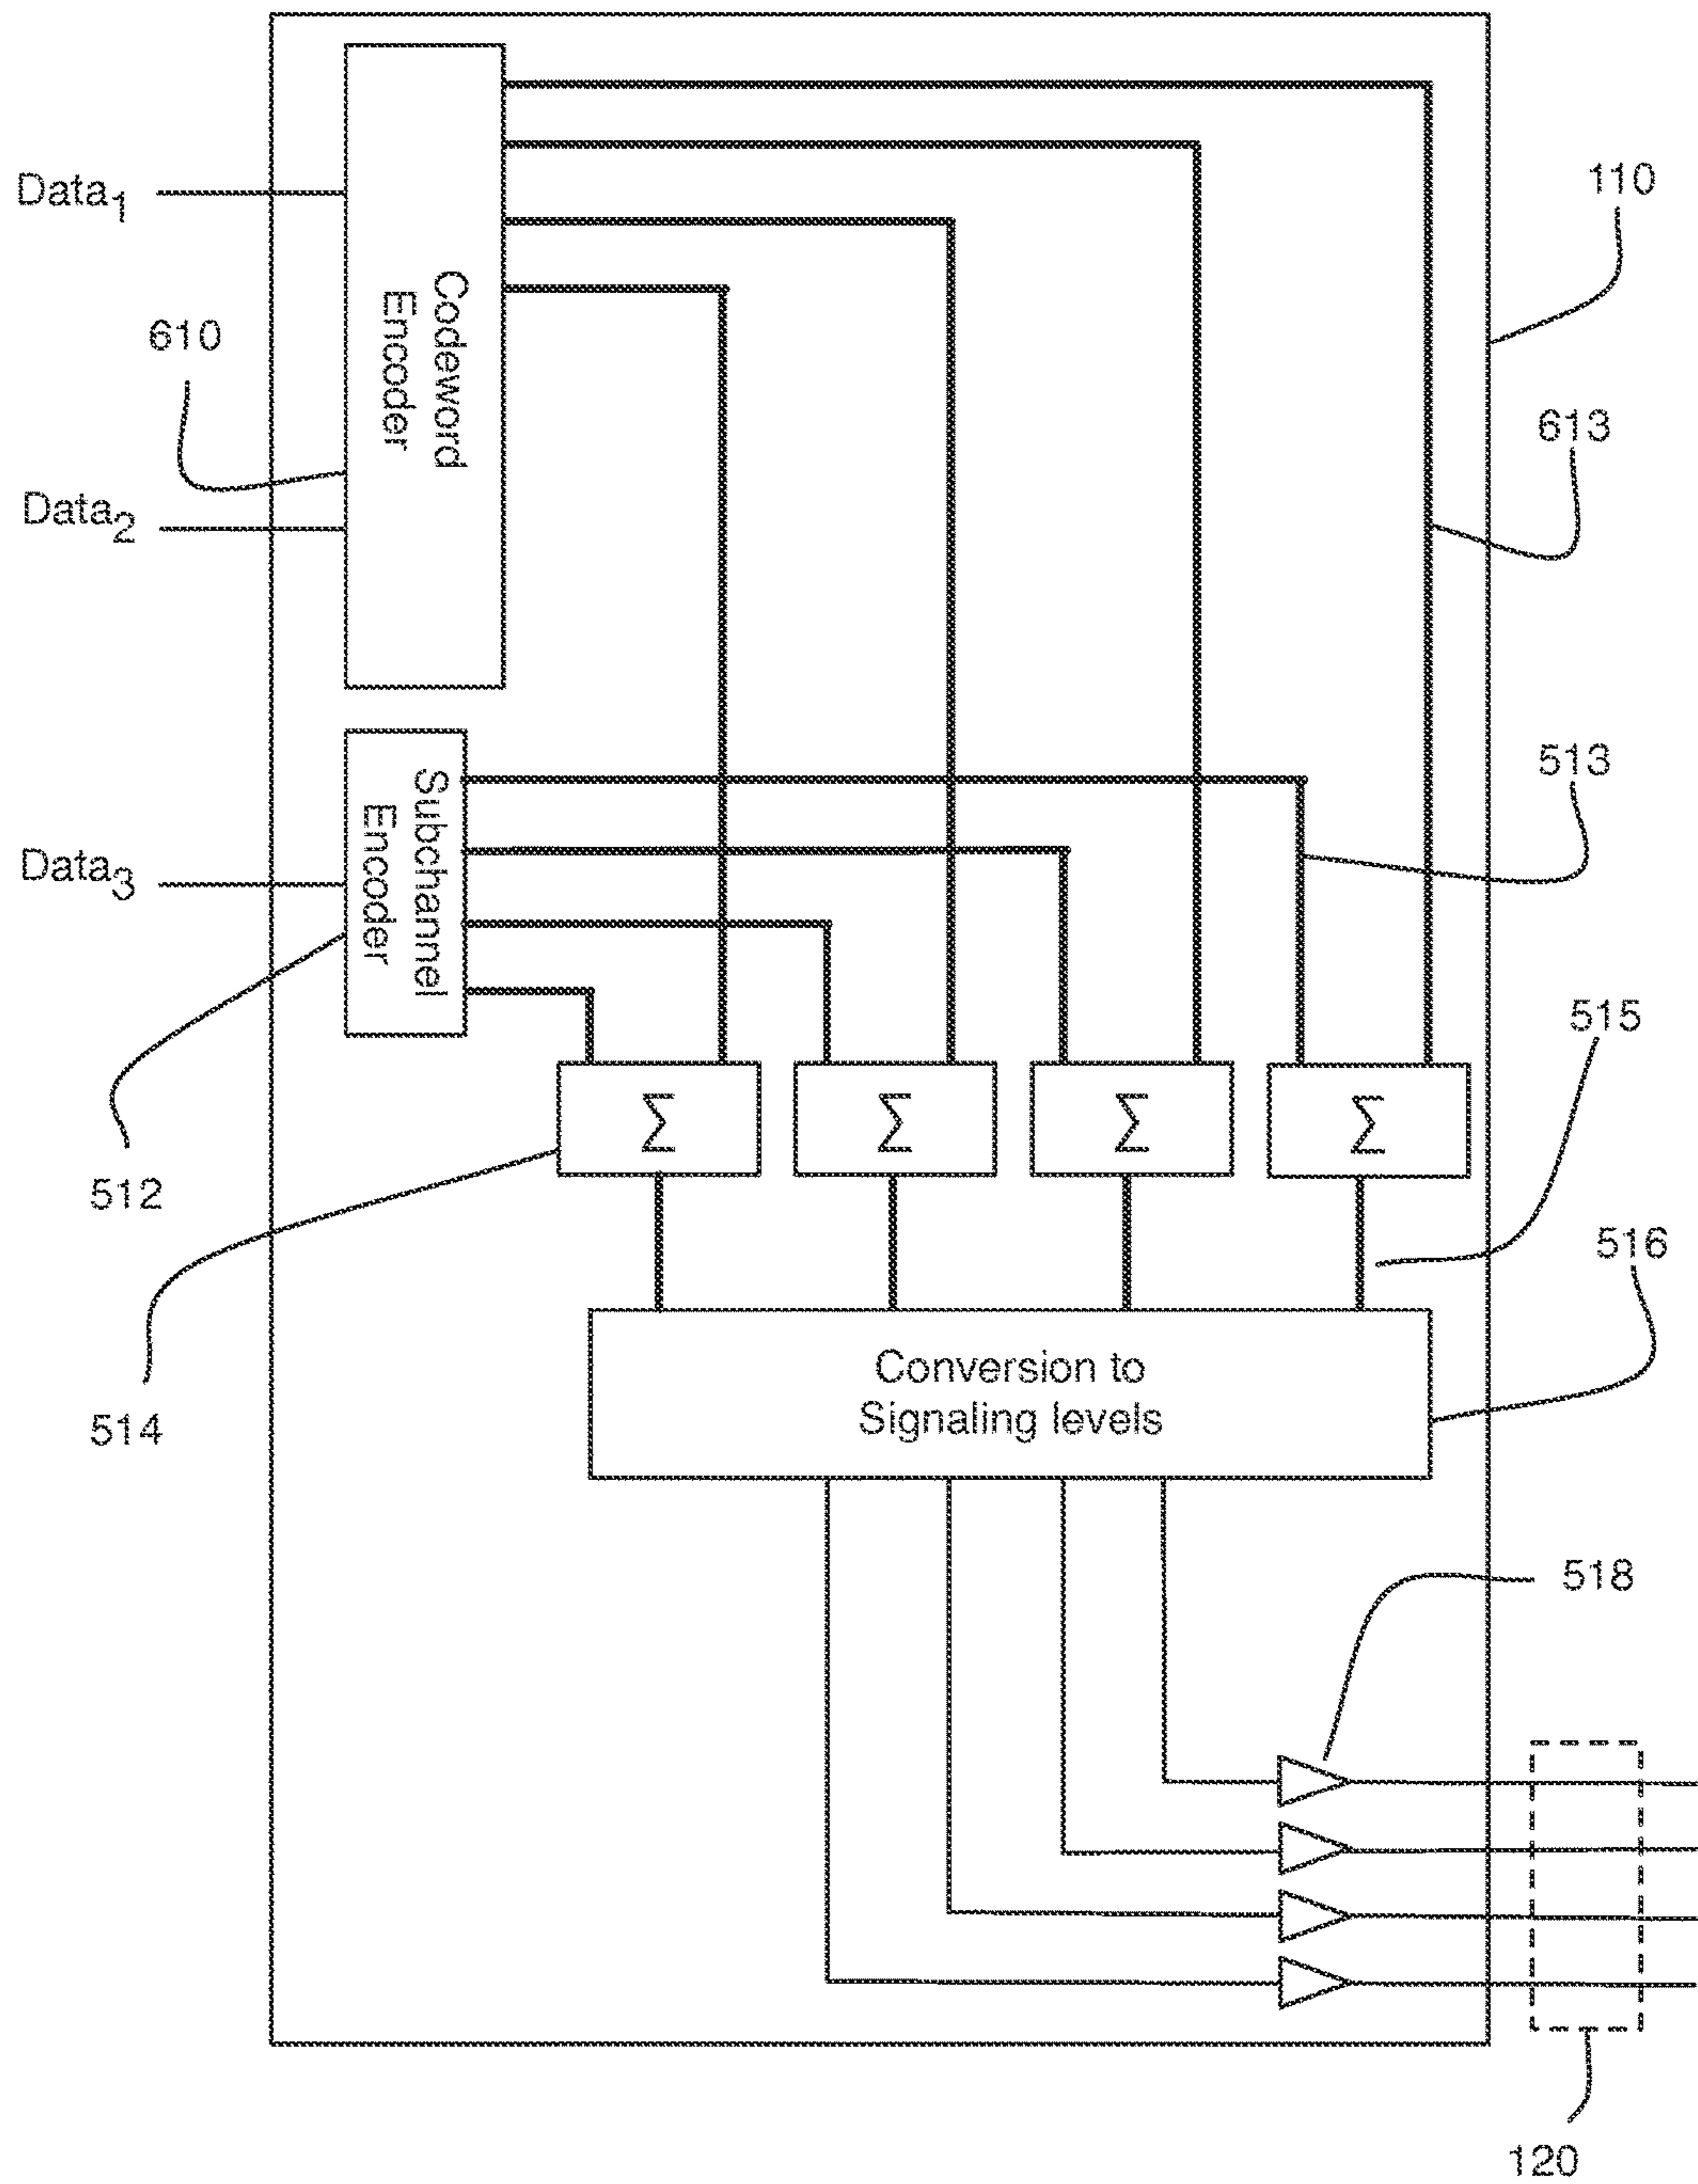 Data1
110
Codeword
Encoder
610
613
Data2
513
Subchannel
Encoder
Data3
515
Σ Σ Σ Σ
512
516
Conversion to
Signaling levels
514
518
120